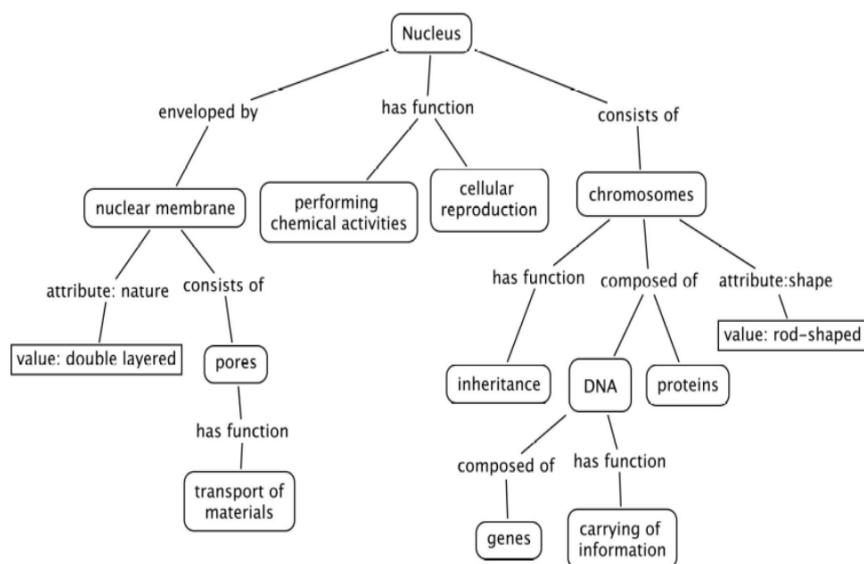 Nucleus
enveloped by
has function
consists of
nuclear membrane
performing
chemical activities
cellular
reproduction
chromosomes
attribute: nature
consists of
has function
composed of
attribute:shape
value: double layered
pores
value: rod-shaped
inheritance
DNA
proteins
has function
composed of
has function
transport of
materials
genes
carrying of
information